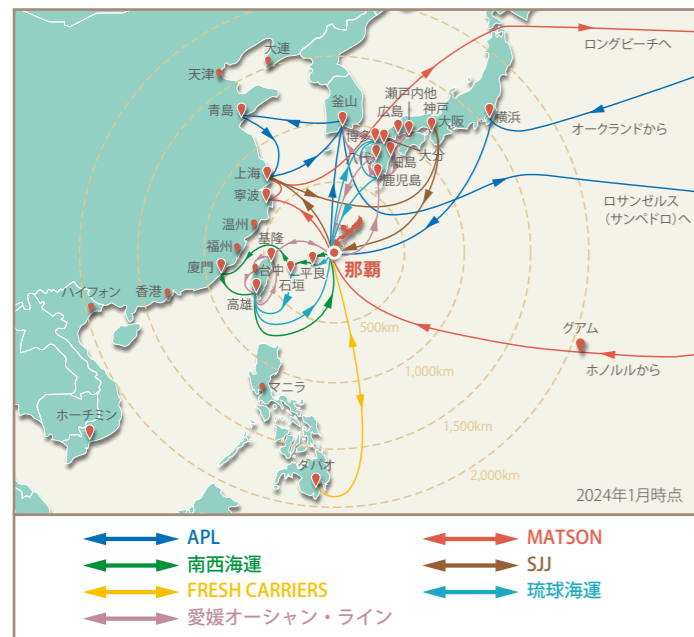 大連
天津
ロングビーチへ
青島
釜山
瀬戸内他
広島
神戸
横浜
博多
大阪
オークランドから
八代
大分
細島
上海
鹿児島
寧波
ロサンゼルス
(サンペドロ)へ
温州
基隆
福州
那覇
厦門
台中
平良
石垣
ハイフォン
香港
高雄
500km
グアム
ホノルルから
1,000km
マニラ
ホーチミン
1,500km
ダバオ
2,000km
2024年1月時点
APL
MATSON
南西海運
SJJ
FRESH CARRIERS
琉球海運
愛媛オーシャン・ライン